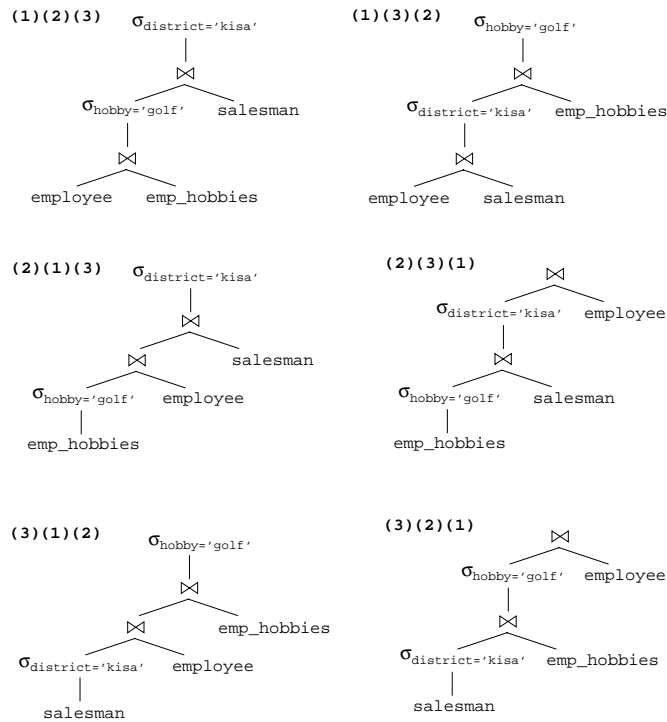 (1)(2)(3)
σdistrict=’kisa’
⋈
σhobby=’golf’ salesman
⋈
employee emp_hobbies
(1)(3)(2)
σhobby=’golf’
⋈
σdistrict=’kisa’ emp_hobbies
⋈
employee salesman
(2)(1)(3)
σdistrict=’kisa’
⋈
⋈ salesman
σhobby=’golf’ employee
emp_hobbies
(2)(3)(1)
⋈
σdistrict=’kisa’ employee
⋈
σhobby=’golf’ salesman
emp_hobbies
(3)(1)(2)
σhobby=’golf’
⋈
⋈ emp_hobbies
σdistrict=’kisa’ employee
salesman
(3)(2)(1)
⋈
σhobby=’golf’ employee
⋈
σdistrict=’kisa’ emp_hobbies
salesman